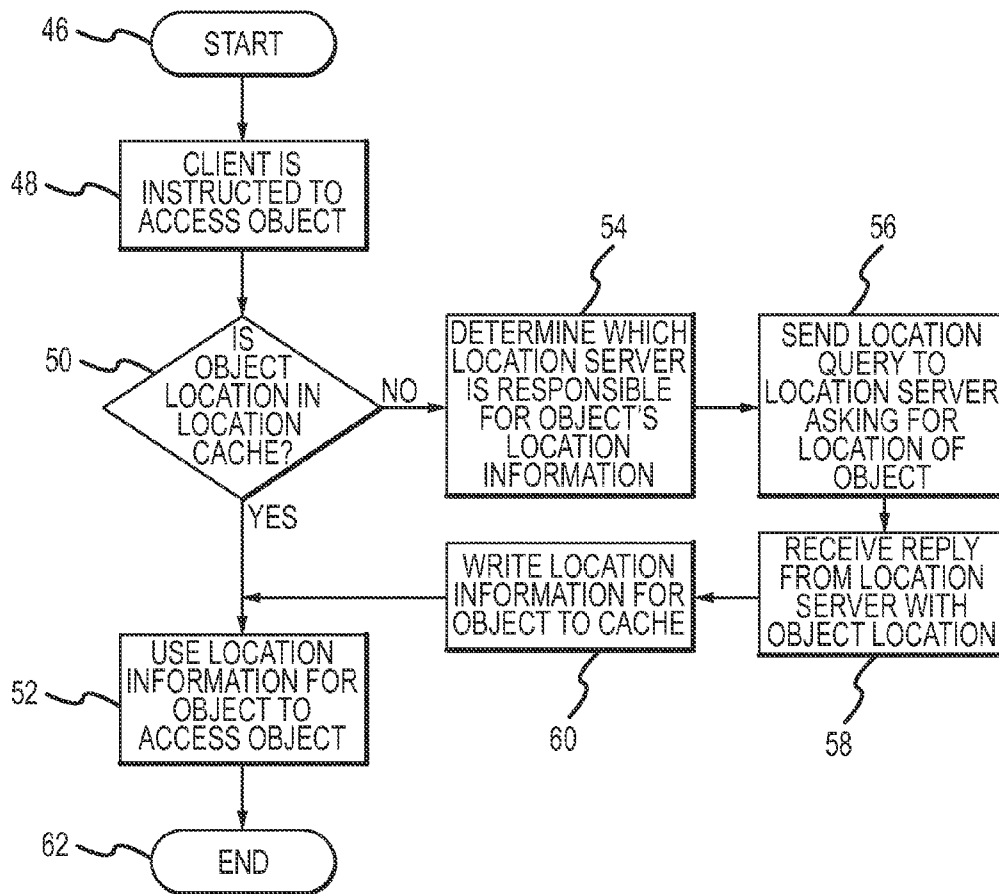 46
START
48
CLIENT IS
INSTRUCTED TO
ACCESS OBJECT
50
IS
OBJECT
LOCATION IN
LOCATION
CACHE?
NO
YES
54
DETERMINE WHICH
LOCATION SERVER
IS RESPONSIBLE
FOR OBJECT'S
LOCATION
INFORMATION
56
SEND LOCATION
QUERY TO
LOCATION SERVER
ASKING FOR
LOCATION OF
OBJECT
RECEIVE REPLY
FROM LOCATION
SERVER WITH
OBJECT LOCATION
58
WRITE LOCATION
INFORMATION FOR
OBJECT TO CACHE
60
52
USE LOCATION
INFORMATION FOR
OBJECT TO
ACCESS OBJECT
62
END